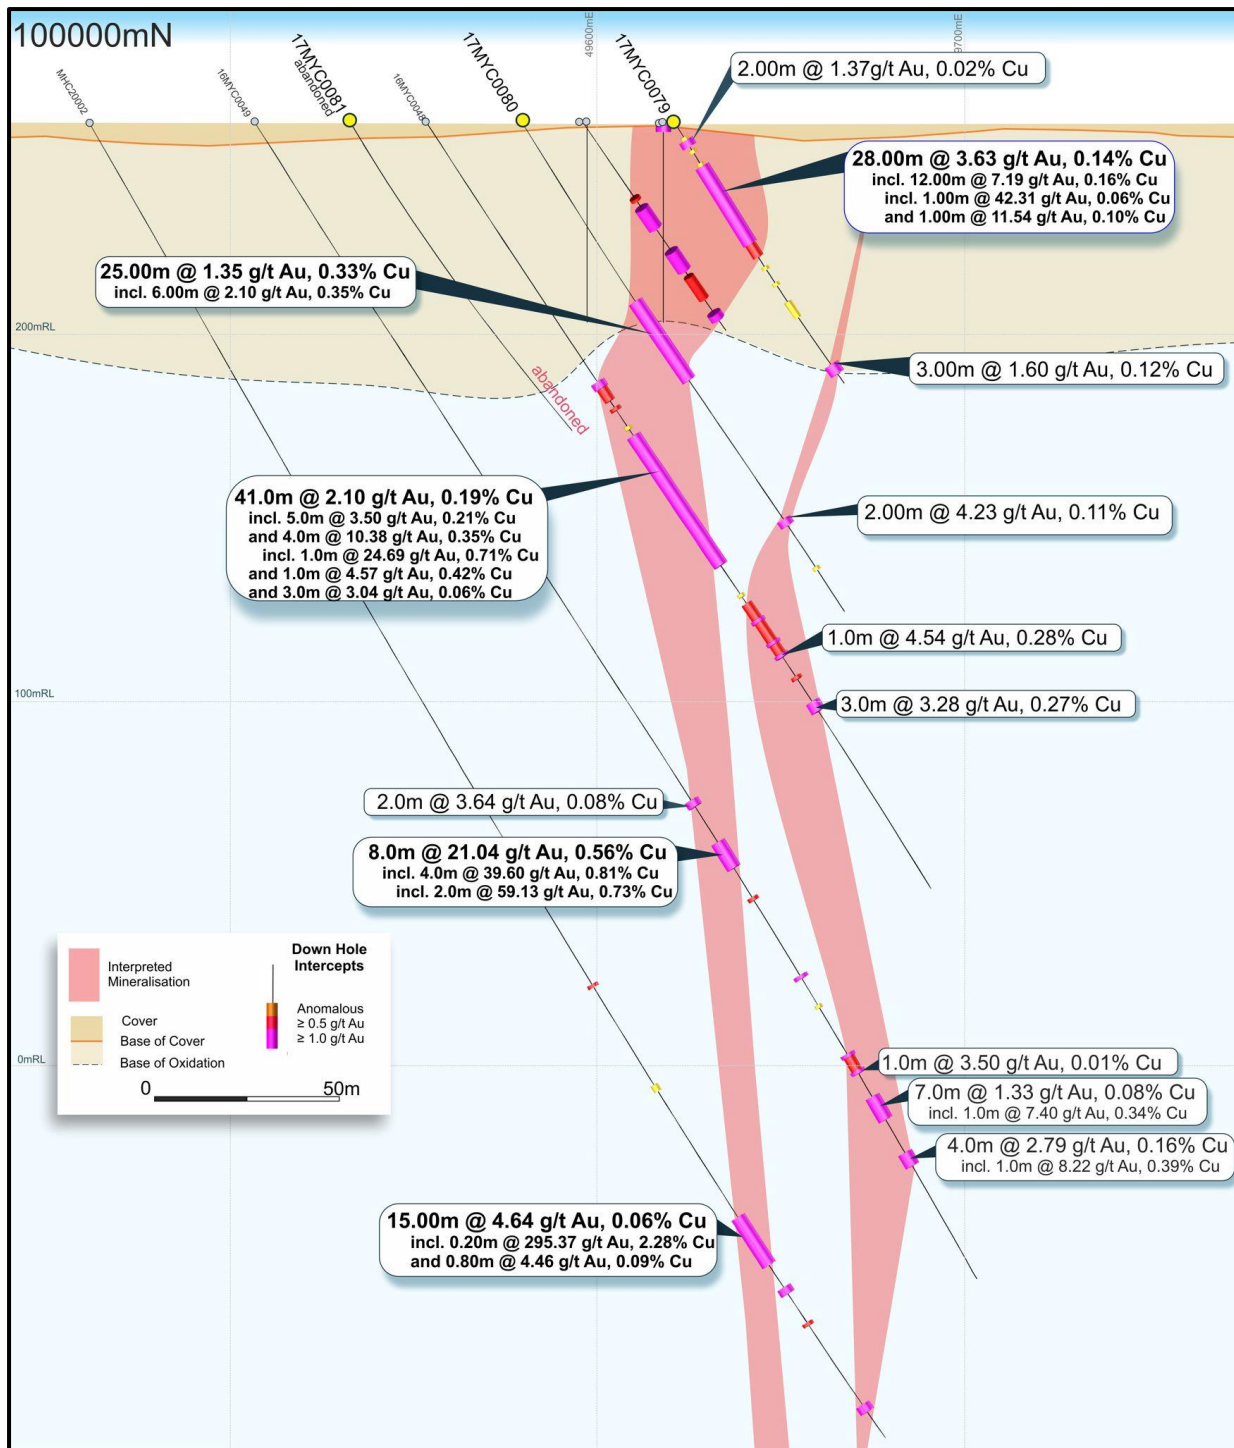 100000mN
49600mE
9700mE
MHC20002
16MYC0049
17MYC0081
abandoned
16MYC0048
17MYC0080
17MYC0079
2.00m @ 1.37g/t Au, 0.02% Cu
28.00m @ 3.63 g/t Au, 0.14% Cu
incl. 12.00m @ 7.19 g/t Au, 0.16% Cu
incl. 1.00m @ 42.31 g/t Au, 0.06% Cu
and 1.00m @ 11.54 g/t Au, 0.10% Cu
25.00m @ 1.35 g/t Au, 0.33% Cu
incl. 6.00m @ 2.10 g/t Au, 0.35% Cu
200mRL
3.00m @ 1.60 g/t Au, 0.12% Cu
abandoned
41.0m @ 2.10 g/t Au, 0.19% Cu
incl. 5.0m @ 3.50 g/t Au, 0.21% Cu
and 4.0m @ 10.38 g/t Au, 0.35% Cu
incl. 1.0m @ 24.69 g/t Au, 0.71% Cu
and 1.0m @ 4.57 g/t Au, 0.42% Cu
and 3.0m @ 3.04 g/t Au, 0.06% Cu
2.00m @ 4.23 g/t Au, 0.11% Cu
1.0m @ 4.54 g/t Au, 0.28% Cu
100mRL
3.0m @ 3.28 g/t Au, 0.27% Cu
2.0m @ 3.64 g/t Au, 0.08% Cu
8.0m @ 21.04 g/t Au, 0.56% Cu
incl. 4.0m @ 39.60 g/t Au, 0.81% Cu
incl. 2.0m @ 59.13 g/t Au, 0.73% Cu
Interpreted
Mineralisation
Cover
Base of Cover
Base of Oxidation
Down Hole
Intercepts
Anomalous
≥ 0.5 g/t Au
≥ 1.0 g/t Au
0 50m
0mRL
1.0m @ 3.50 g/t Au, 0.01% Cu
7.0m @ 1.33 g/t Au, 0.08% Cu
incl. 1.0m @ 7.40 g/t Au, 0.34% Cu
4.0m @ 2.79 g/t Au, 0.16% Cu
incl. 1.0m @ 8.22 g/t Au, 0.39% Cu
15.00m @ 4.64 g/t Au, 0.06% Cu
incl. 0.20m @ 295.37 g/t Au, 2.28% Cu
and 0.80m @ 4.46 g/t Au, 0.09% Cu